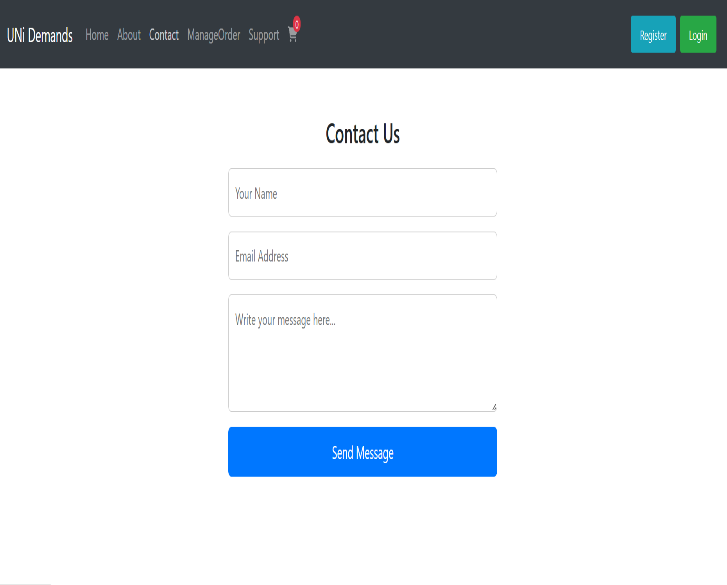 UNi Demands Home About Contact ManageOrder Support 0 Register Login
Contact Us
Your Name
Email Address
Write your message here...
Send Message